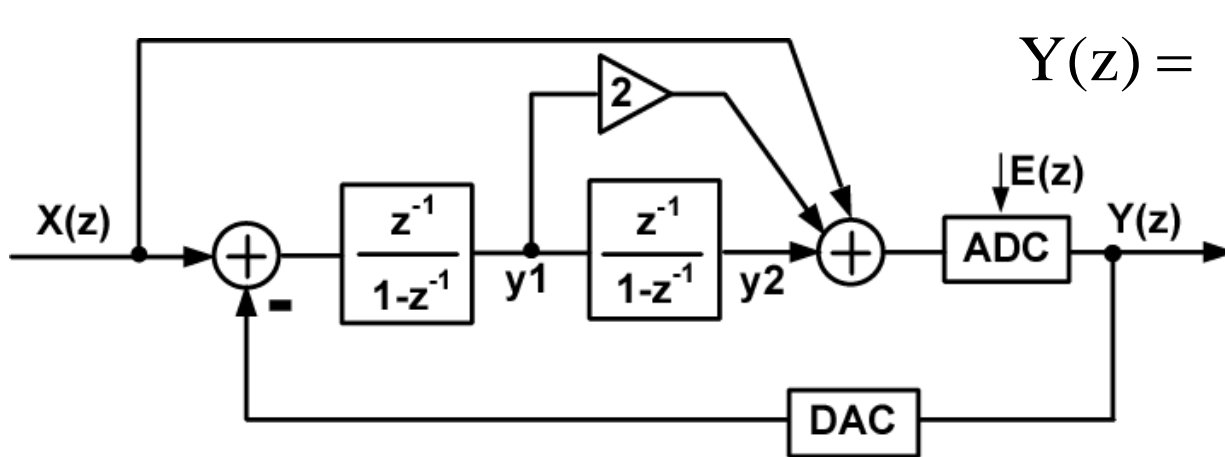 Y(z) =
2
E(z)
X(z)
z⁻¹
1-z⁻¹
z⁻¹
1-z⁻¹
ADC
Y(z)
y1
y2
-
DAC